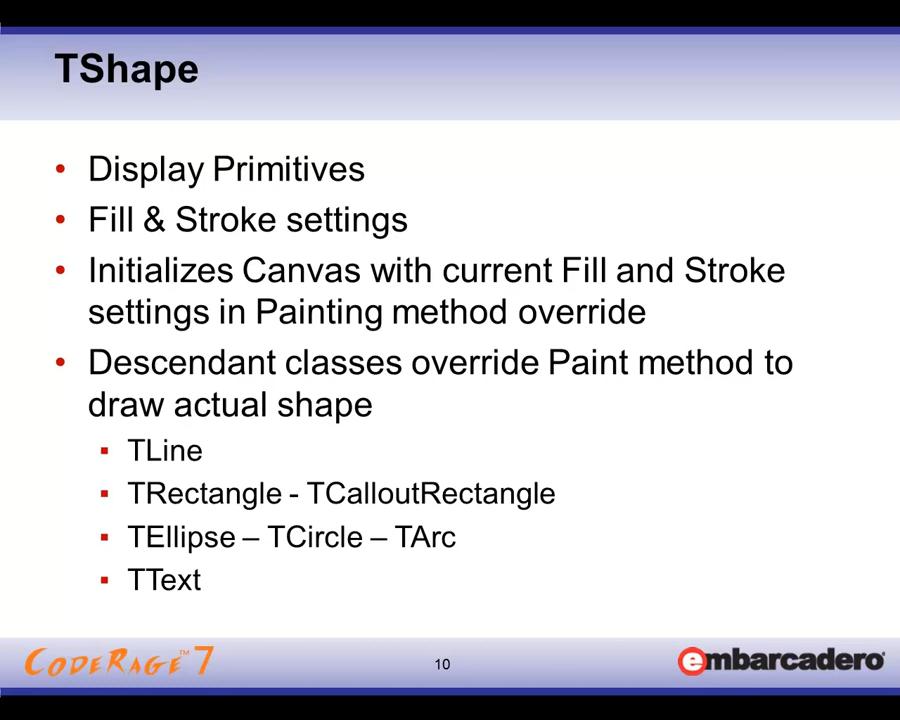 TShape
• Display Primitives
• Fill & Stroke settings
• Initializes Canvas with current Fill and Stroke
settings in Painting method override
• Descendant classes override Paint method to
draw actual shape
▪ TLine
▪ TRectangle - TCalloutRectangle
▪ TEllipse – TCircle – TArc
▪ TText
CODERAGE™ 7
10
embarcadero®